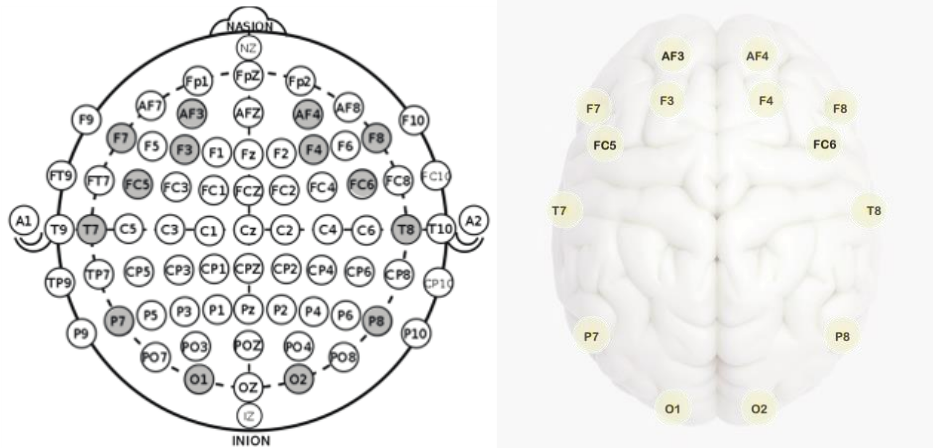 NASION
NZ
Fp1 FpZ Fp2
AF7 AF3 AFZ AF4 AF8
F9 F7 F5 F3 F1 Fz F2 F4 F6 F8 F10
FT9 FT7 FC5 FC3 FC1 FCZ FC2 FC4 FC6 FC8 FC10
A1 T9 T7 C5 C3 C1 Cz C2 C4 C6 T8 T10 A2
TP9 TP7 CP5 CP3 CP1 CPZ CP2 CP4 CP6 CP8 CP10
P9 P7 P5 P3 P1 Pz P2 P4 P6 P8 P10
PO7 PO3 POZ PO4 PO8
O1 OZ O2
IZ
INION
AF3 AF4
F7 F3 F4 F8
FC5 FC6
T7 T8
P7 P8
O1 O2